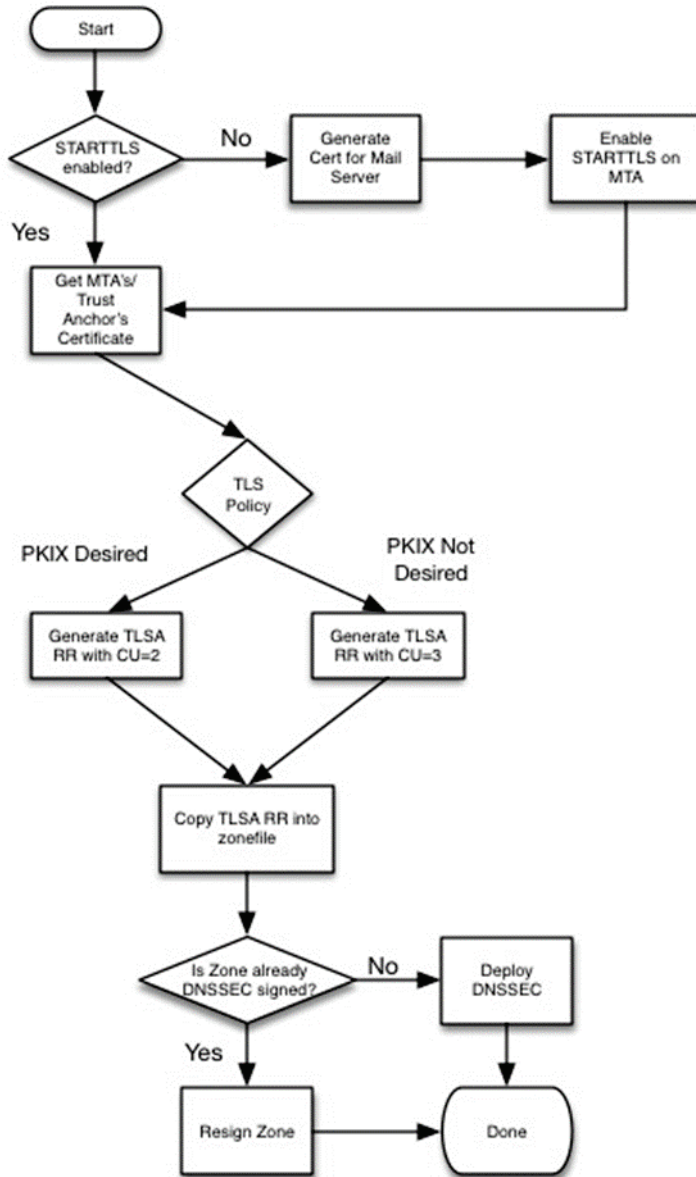 Start
STARTTLS
enabled?
No
Generate
Cert for Mail
Server
Enable
STARTTLS on
MTA
Yes
Get MTA's/
Trust
Anchor's
Certificate
TLS
Policy
PKIX Desired
PKIX Not
Desired
Generate TLSA
RR with CU=2
Generate TLSA
RR with CU=3
Copy TLSA RR into
zonefile
Is Zone already
DNSSEC signed?
No
Deploy
DNSSEC
Yes
Resign Zone
Done